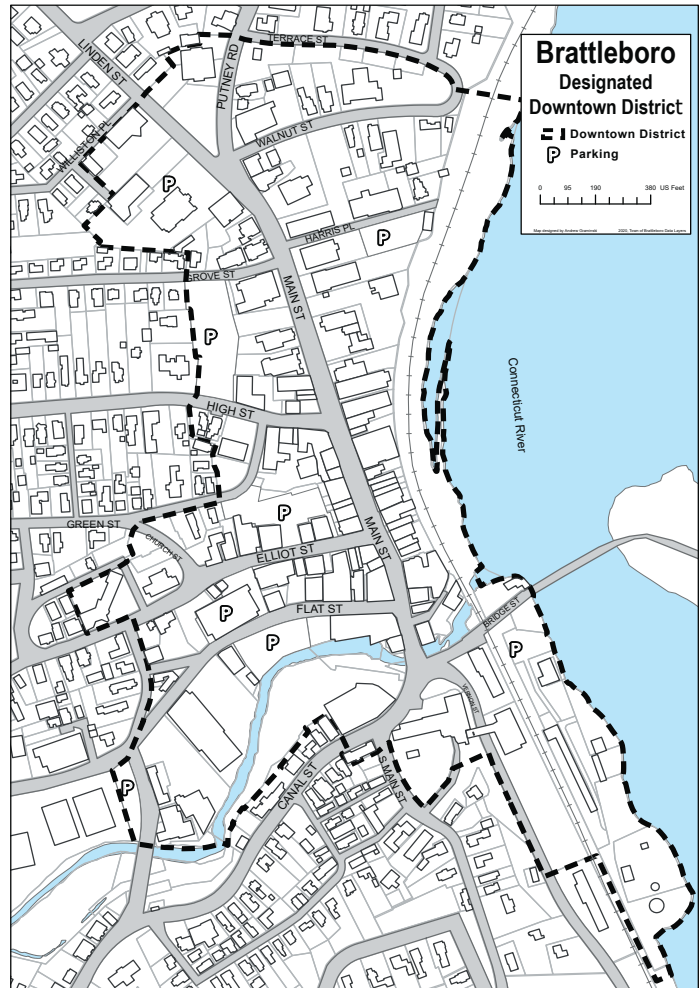 Brattleboro
Designated
Downtown District
Downtown District
P Parking
0 95 190 380 US Feet
Map designed by Andrew Graminski 2020, Town of Brattleboro Data Layers
TERRACE ST
LINDEN ST
PUTNEY RD
WALNUT ST
WILLISTON PL
P
HARRIS PL
P
GROVE ST
MAIN ST
P
Connecticut River
HIGH ST
P
GREEN ST
MAIN ST
CHURCH ST
ELLIOT ST
P
FLAT ST
P
BRIDGE ST
P
VERNON ST
S MAIN ST
CANAL ST
P